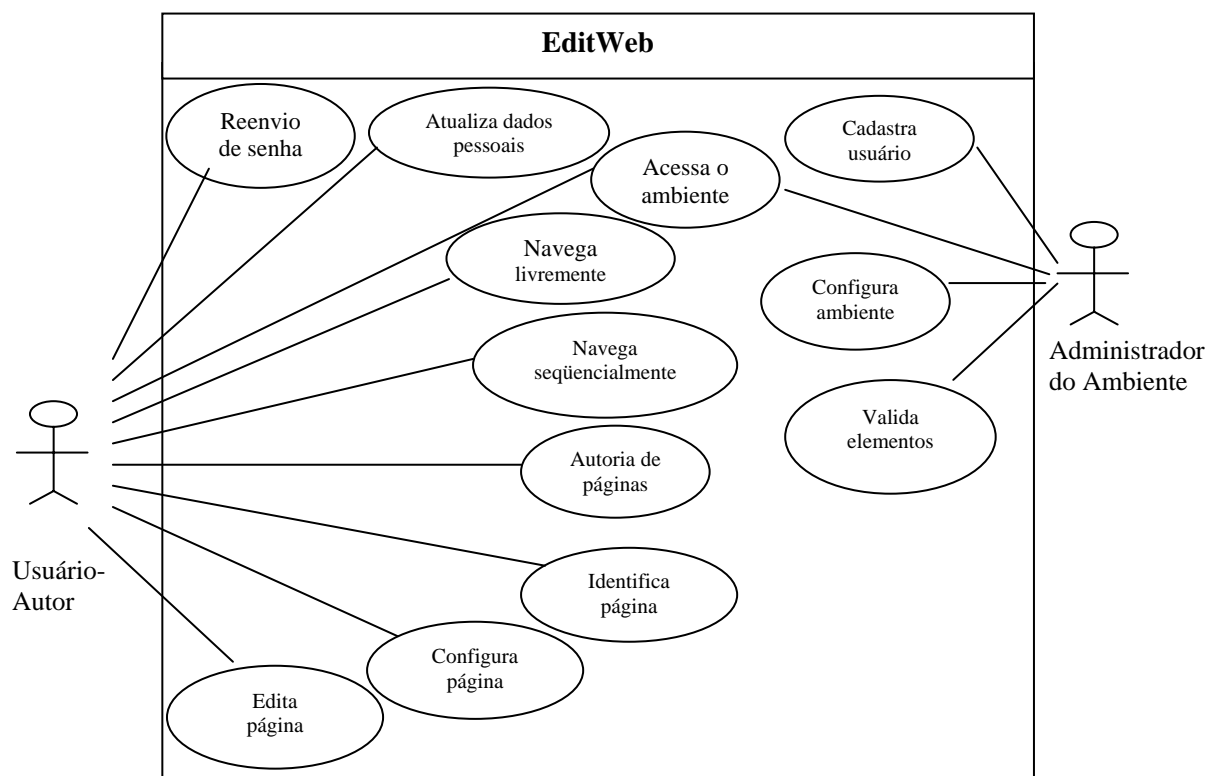 EditWeb
Reenvio
de senha
Atualiza dados
pessoais
Acessa o
ambiente
Cadastra
usuário
Navega
livremente
Configura
ambiente
Administrador
do Ambiente
Navega
seqüencialmente
Valida
elementos
Autoria de
páginas
Usuário-
Autor
Identifica
página
Configura
página
Edita
página